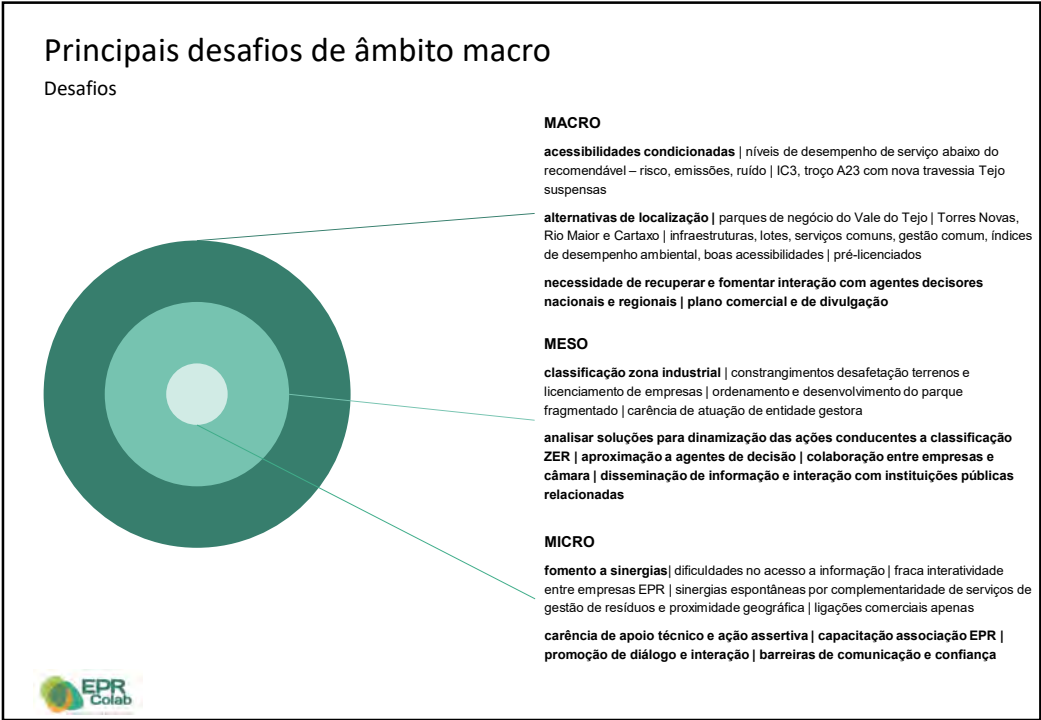 Principais desafios de âmbito macro
Desafios
MACRO
acessibilidades condicionadas | níveis de desempenho de serviço abaixo do
recomendável – risco, emissões, ruído | IC3, troço A23 com nova travessia Tejo
suspensas
alternativas de localização | parques de negócio do Vale do Tejo | Torres Novas,
Rio Maior e Cartaxo | infraestruturas, lotes, serviços comuns, gestão comum, índices
de desempenho ambiental, boas acessibilidades | pré-licenciados
necessidade de recuperar e fomentar interação com agentes decisores
nacionais e regionais | plano comercial e de divulgação
MESO
classificação zona industrial | constrangimentos desafetação terrenos e
licenciamento de empresas | ordenamento e desenvolvimento do parque
fragmentado | carência de atuação de entidade gestora
analisar soluções para dinamização das ações conducentes a classificação
ZER | aproximação a agentes de decisão | colaboração entre empresas e
câmara | disseminação de informação e interação com instituições públicas
relacionadas
MICRO
fomento a sinergias| dificuldades no acesso a informação | fraca interatividade
entre empresas EPR | sinergias espontâneas por complementaridade de serviços de
gestão de resíduos e proximidade geográfica | ligações comerciais apenas
carência de apoio técnico e ação assertiva | capacitação associação EPR |
promoção de diálogo e interação | barreiras de comunicação e confiança
EPR
Colab